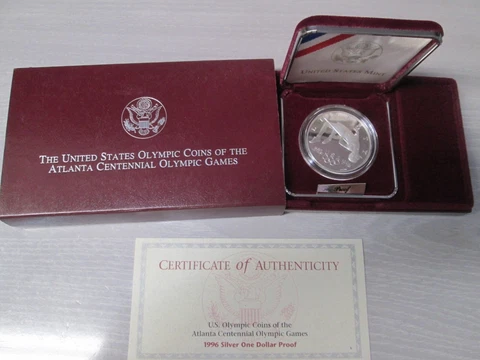 THE UNITED STATES OLYMPIC COINS OF THE
ATLANTA CENTENNIAL OLYMPIC GAMES
UNITED STATES MINT
Proof
CERTIFICATE of AUTHENTICITY
U.S. Olympic Coins of the
Atlanta Centennial Olympic Games
1996 Silver One Dollar Proof